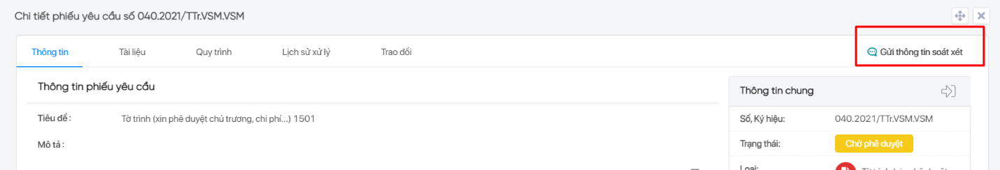 Chi tiết phiếu yêu cầu số 040.2021/TTr.VSM.VSM
Thông tin Tài liệu Quy trình Lịch sử xử lý Trao đổi Gửi thông tin soát xét
Thông tin phiếu yêu cầu
Thông tin chung
Tiêu đề : Tờ trình (xin phê duyệt chủ trương, chi phí...) 1501
Số, Ký hiệu: 040.2021/TTr.VSM.VSM
Mô tả :
Trạng thái: Chờ phê duyệt
Loại: